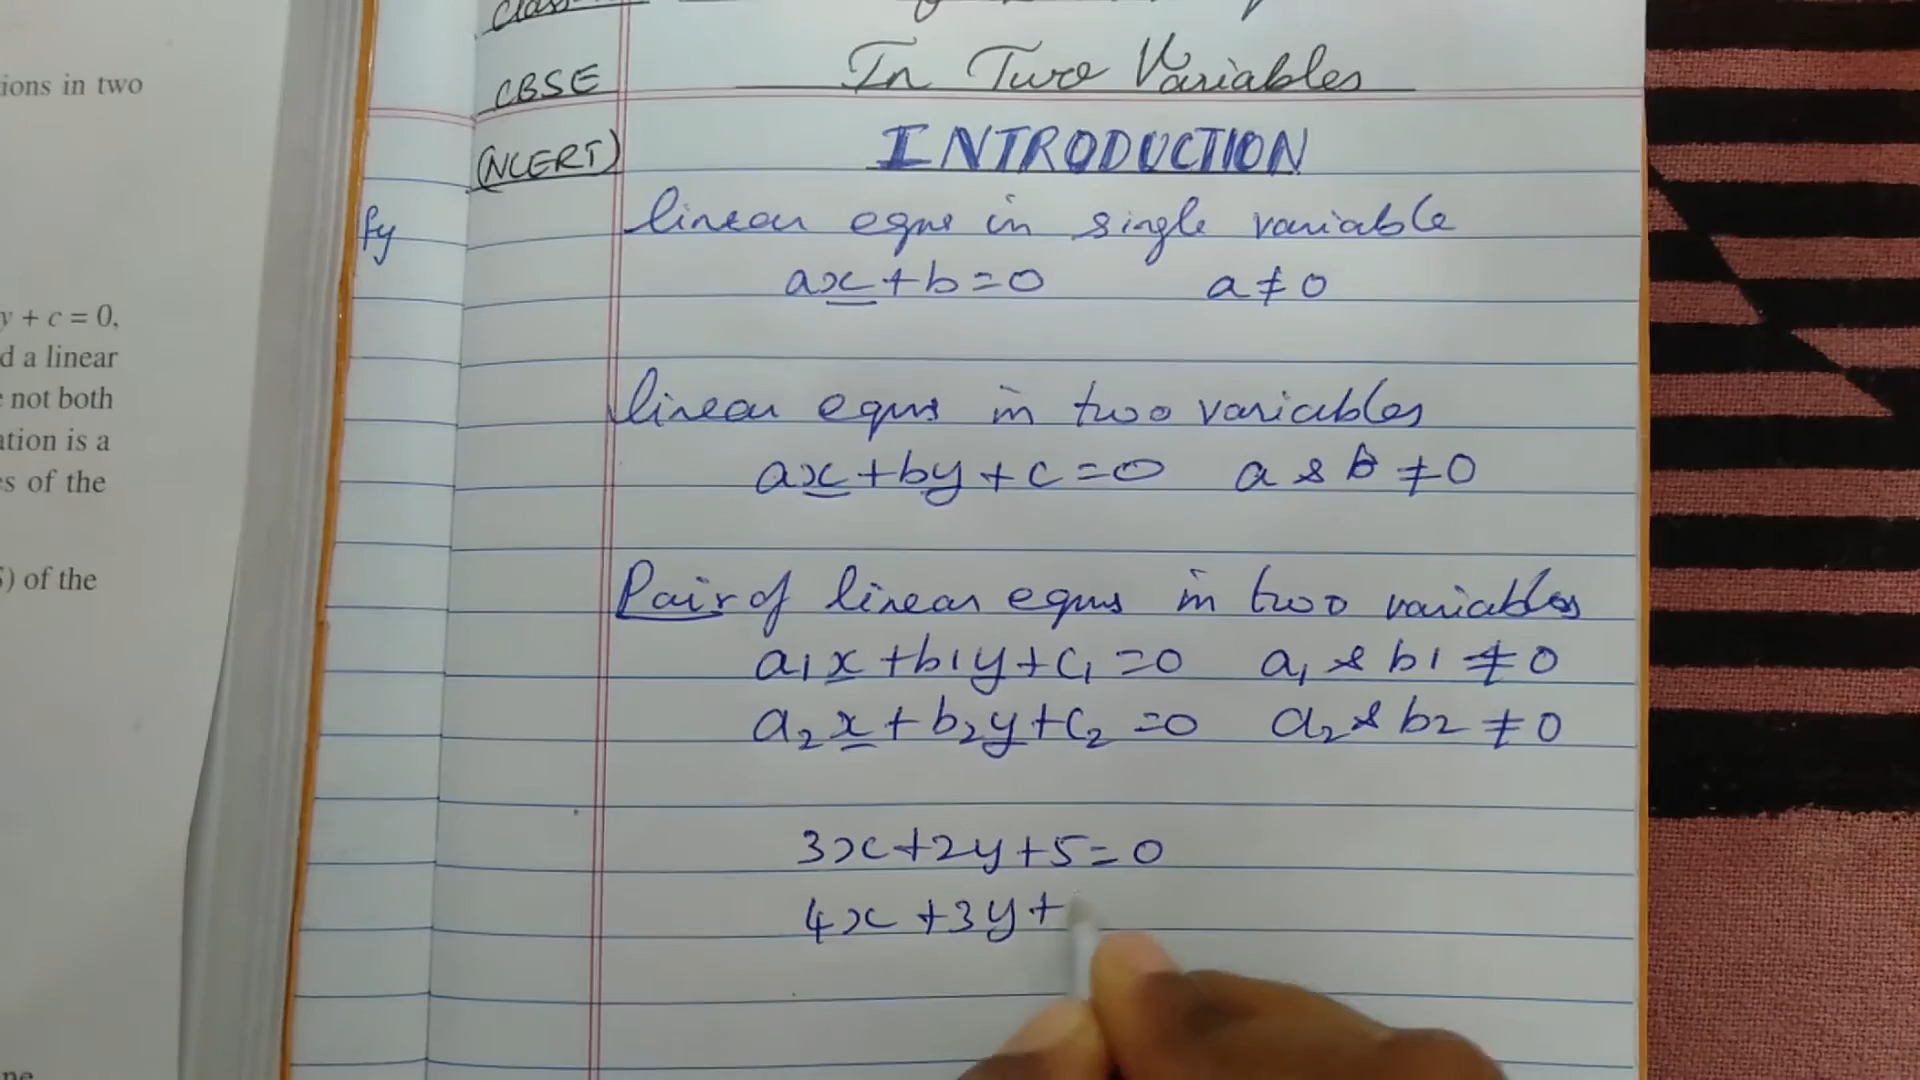 ions in two
y + c = 0,
d a linear
not both
ation is a
s of the
) of the
CBSE
(NCERT)
fy
In Two Variables
INTRODUCTION
linear eqns in single variable
ax+b=0 a≠0
linear eqns in two variables
ax+by+c=0 a & b ≠0
Pair of linear eqns in two variables
a₁x+b1y+c₁=0 a₁ & b1 ≠0
a₂x+b₂y+c₂=0 a₂ & b2 ≠0
3x+2y+5=0
4x+3y+